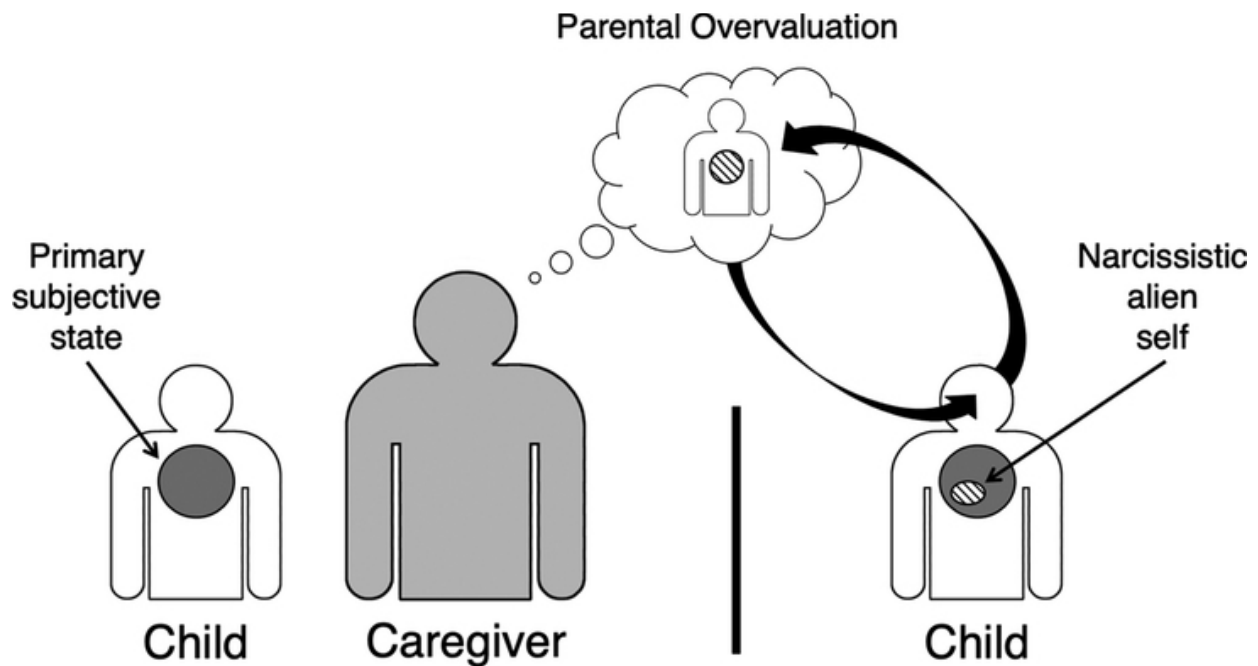 Parental Overvaluation
Primary
subjective
state
Narcissistic
alien
self
Child
Caregiver
Child